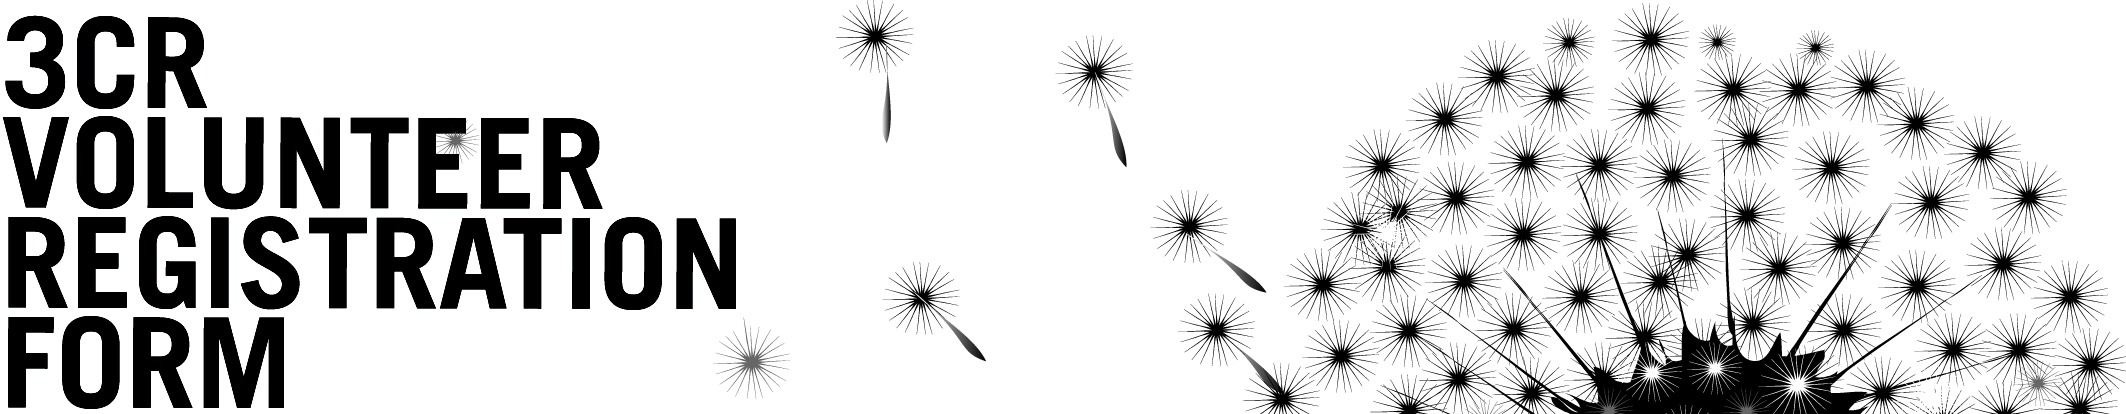 3CR
VOLUNTEER
REGISTRATION
FORM